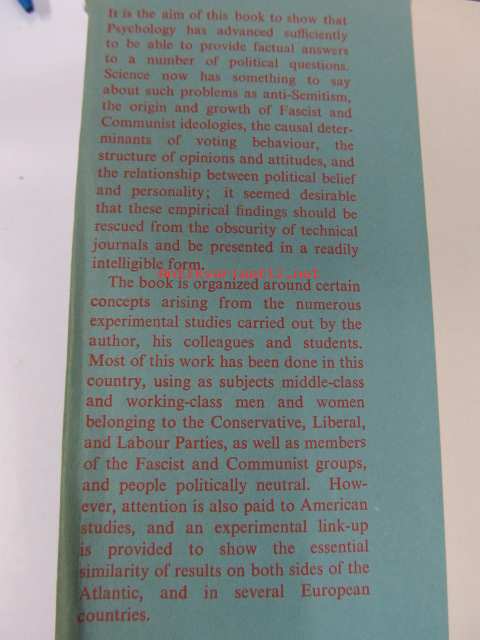 It is the aim of this book to show that
Psychology has advanced sufficiently
to be able to provide factual answers
to a number of political questions.
Science now has something to say
about such problems as anti-Semitism,
the origin and growth of Fascist and
Communist ideologies, the causal deter-
minants of voting behaviour, the
structure of opinions and attitudes, and
the relationship between political belief
and personality; it seemed desirable
that these empirical findings should be
rescued from the obscurity of technical
journals and be presented in a readily
intelligible form.
The book is organized around certain
concepts arising from the numerous
experimental studies carried out by the
author, his colleagues and students.
Most of this work has been done in this
country, using as subjects middle-class
and working-class men and women
belonging to the Conservative, Liberal,
and Labour Parties, as well as members
of the Fascist and Communist groups,
and people politically neutral. How-
ever, attention is also paid to American
studies, and an experimental link-up
is provided to show the essential
similarity of results on both sides of the
Atlantic, and in several European
countries.